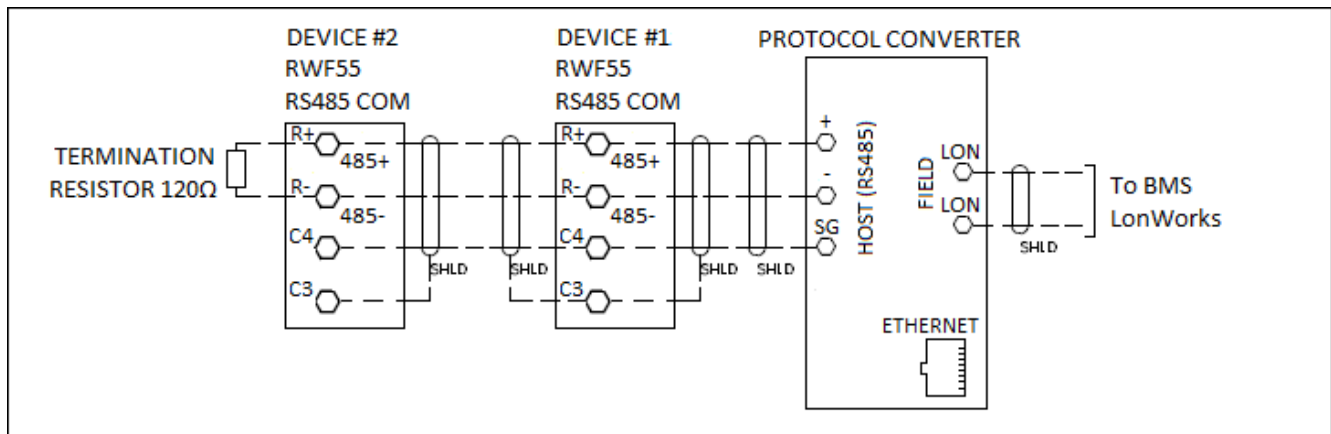 DEVICE #2
RWF55
RS485 COM
DEVICE #1
RWF55
RS485 COM
PROTOCOL CONVERTER
TERMINATION
RESISTOR 120Ω
R+
485+
R-
485-
C4
C3
SHLD
SHLD
R+
485+
R-
485-
C4
C3
SHLD
SHLD
+
-
SG
HOST (RS485)
FIELD
LON
LON
SHLD
To BMS
LonWorks
ETHERNET